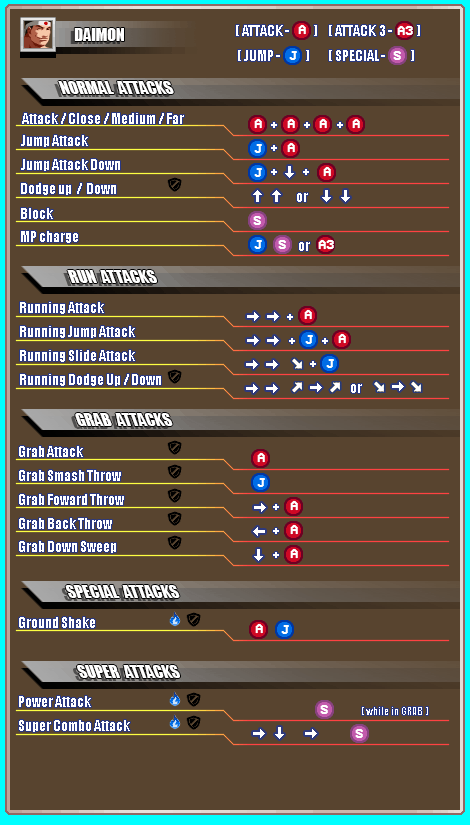 DAIMON
[ ATTACK - A ] [ ATTACK 3 - A3 ]
[ JUMP - J ] [ SPECIAL - S ]
NORMAL ATTACKS
Attack / Close / Medium / Far A + A + A + A
Jump Attack J + A
Jump Attack Down J + ↓ + A
Dodge up / Down ↑ ↑ or ↓ ↓
Block S
MP charge J S or A3
RUN ATTACKS
Running Attack → → + A
Running Jump Attack → → + J + A
Running Slide Attack → → ↘ + J
Running Dodge Up / Down → → ↗ → ↗ or ↘ → ↘
GRAB ATTACKS
Grab Attack A
Grab Smash Throw J
Grab Foward Throw → + A
Grab Back Throw ← + A
Grab Down Sweep ↓ + A
SPECIAL ATTACKS
Ground Shake A J
SUPER ATTACKS
Power Attack S [ while in GRAB ]
Super Combo Attack → ↓ → S